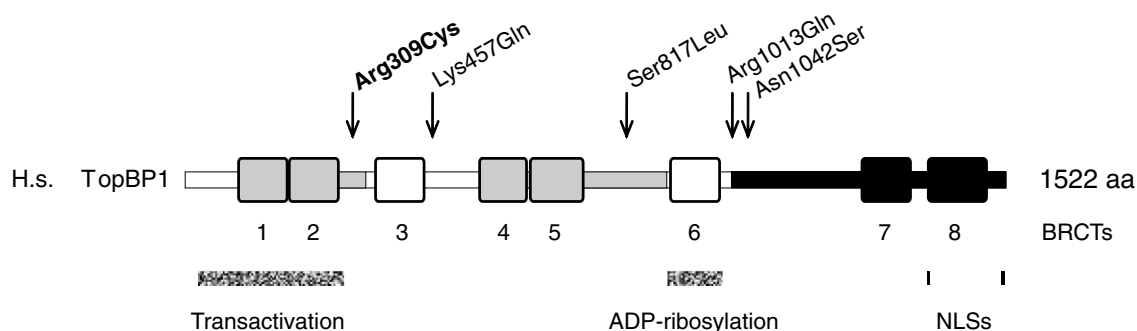 Arg309Cys
Lys457Gln
Ser817Leu
Arg1013Gln
Asn1042Ser
H.s. TopBP1 1522 aa
1 2 3 4 5 6 7 8 BRCTs
Transactivation ADP-ribosylation NLSs